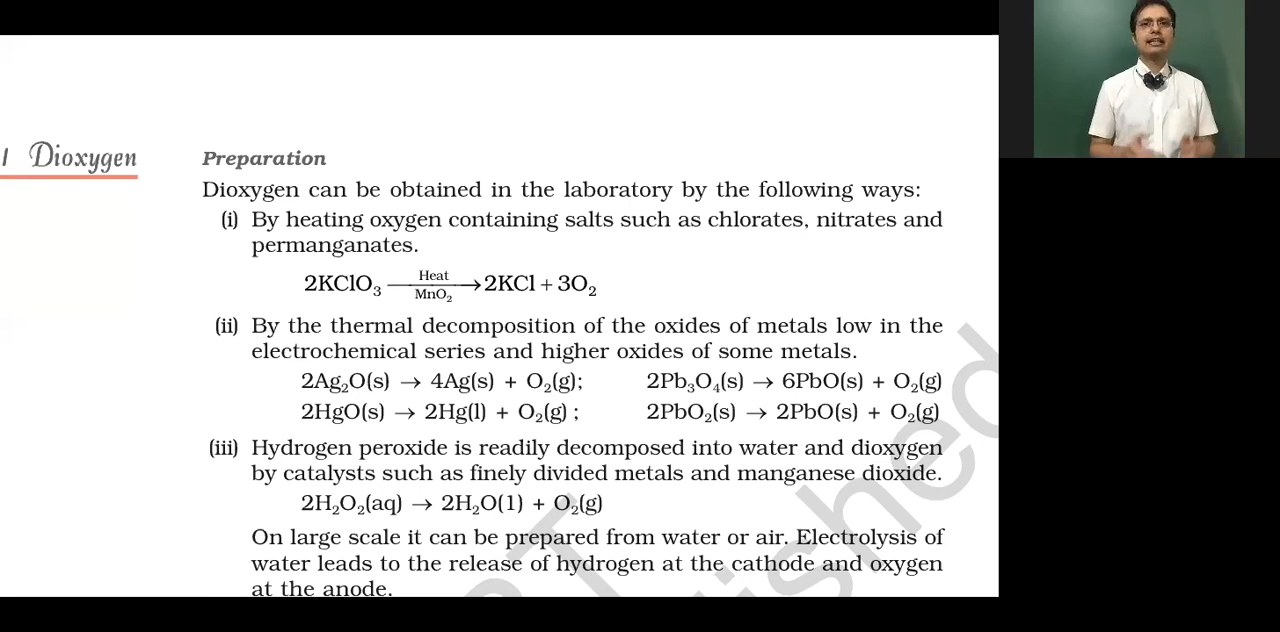 1 Dioxygen
Preparation
Dioxygen can be obtained in the laboratory by the following ways:
(i) By heating oxygen containing salts such as chlorates, nitrates and
permanganates.
2KClO₃ —Heat/MnO₂→ 2KCl + 3O₂
(ii) By the thermal decomposition of the oxides of metals low in the
electrochemical series and higher oxides of some metals.
2Ag₂O(s) → 4Ag(s) + O₂(g); 2Pb₃O₄(s) → 6PbO(s) + O₂(g)
2HgO(s) → 2Hg(l) + O₂(g) ; 2PbO₂(s) → 2PbO(s) + O₂(g)
(iii) Hydrogen peroxide is readily decomposed into water and dioxygen
by catalysts such as finely divided metals and manganese dioxide.
2H₂O₂(aq) → 2H₂O(1) + O₂(g)
On large scale it can be prepared from water or air. Electrolysis of
water leads to the release of hydrogen at the cathode and oxygen
at the anode.